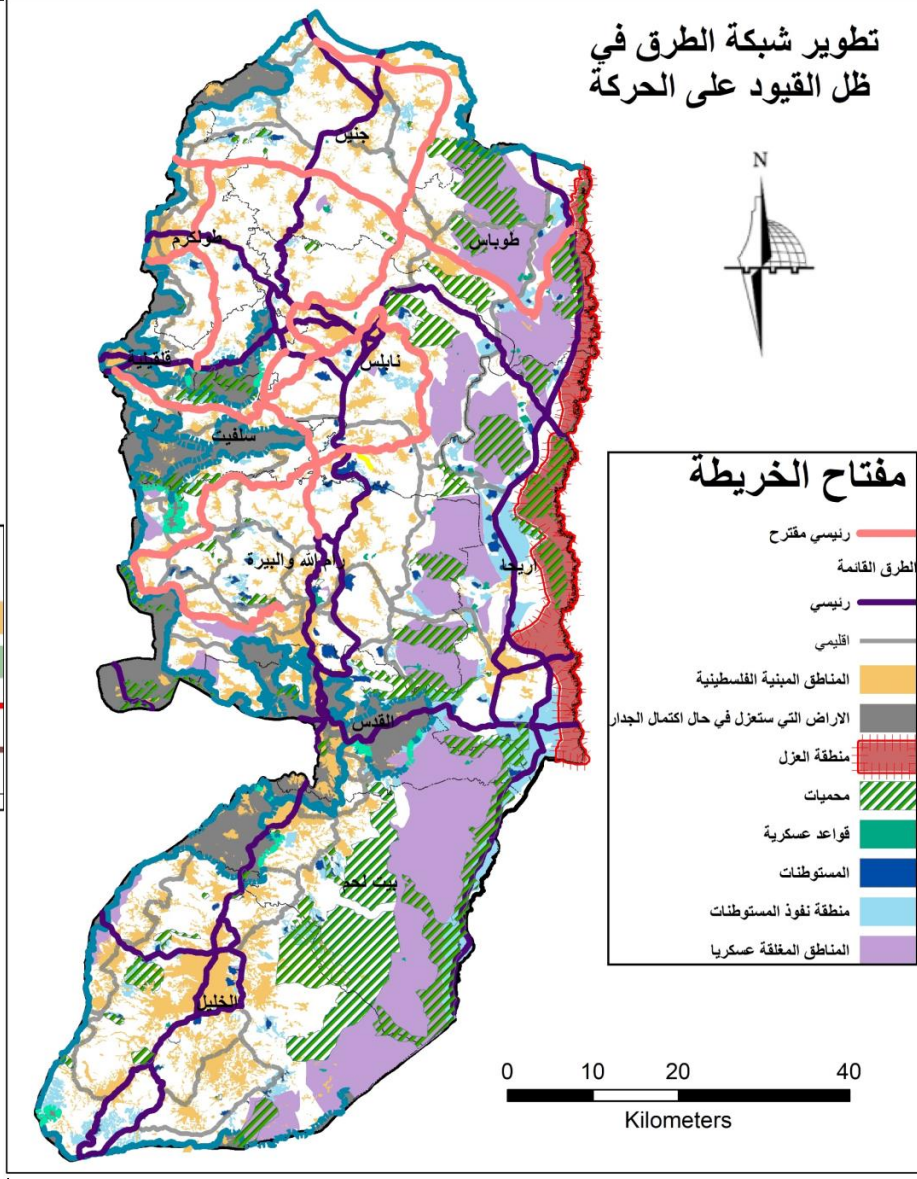 تطوير شبكة الطرق في
ظل القيود على الحركة
N
جنين
طوباس
طولكرم
قلقيلية
نابلس
سلفيت
رام الله والبيرة
اريحا
القدس
بيت لحم
الخليل
مفتاح الخريطة
رئيسي مقترح
الطرق القائمة
رئيسي
اقليمي
المناطق المبنية الفلسطينية
الاراض التي ستعزل في حال اكتمال الجدار
منطقة العزل
محميات
قواعد عسكرية
المستوطنات
منطقة نفوذ المستوطنات
المناطق المغلقة عسكريا
0 10 20 40
Kilometers